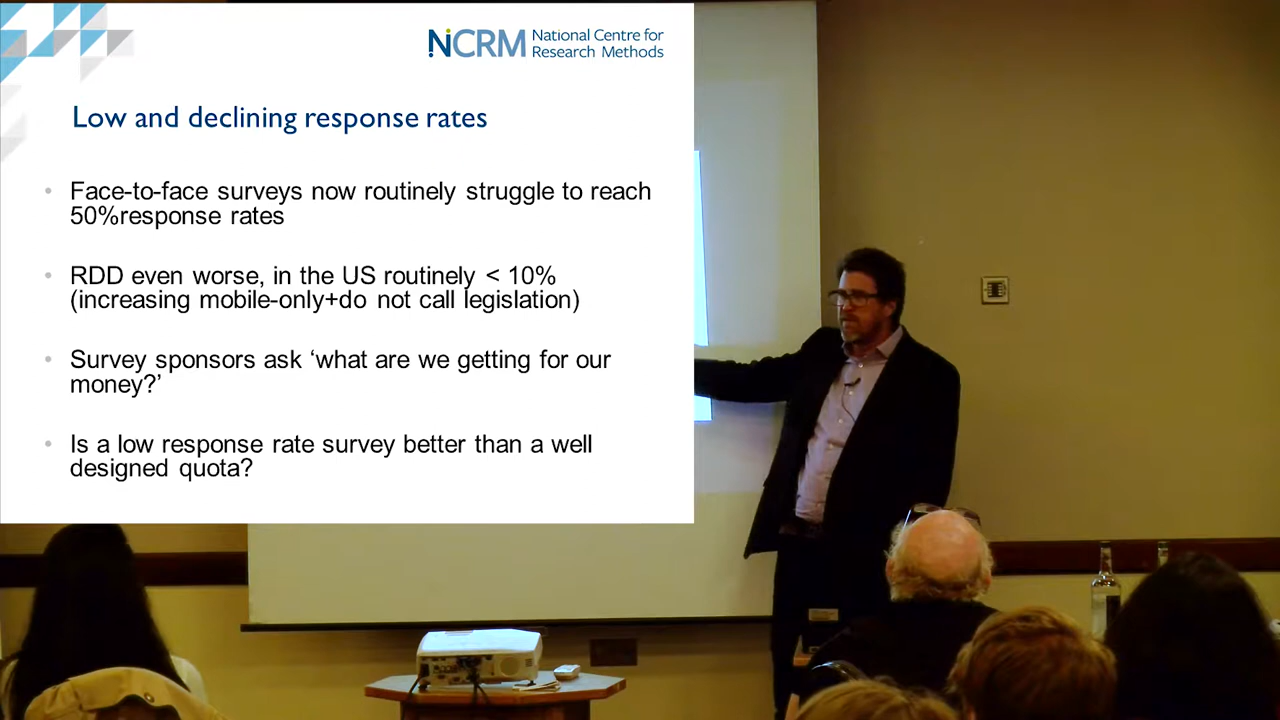 NCRM National Centre for
Research Methods
Low and declining response rates
• Face-to-face surveys now routinely struggle to reach
50%response rates
• RDD even worse, in the US routinely < 10%
(increasing mobile-only+do not call legislation)
• Survey sponsors ask ‘what are we getting for our
money?’
• Is a low response rate survey better than a well
designed quota?